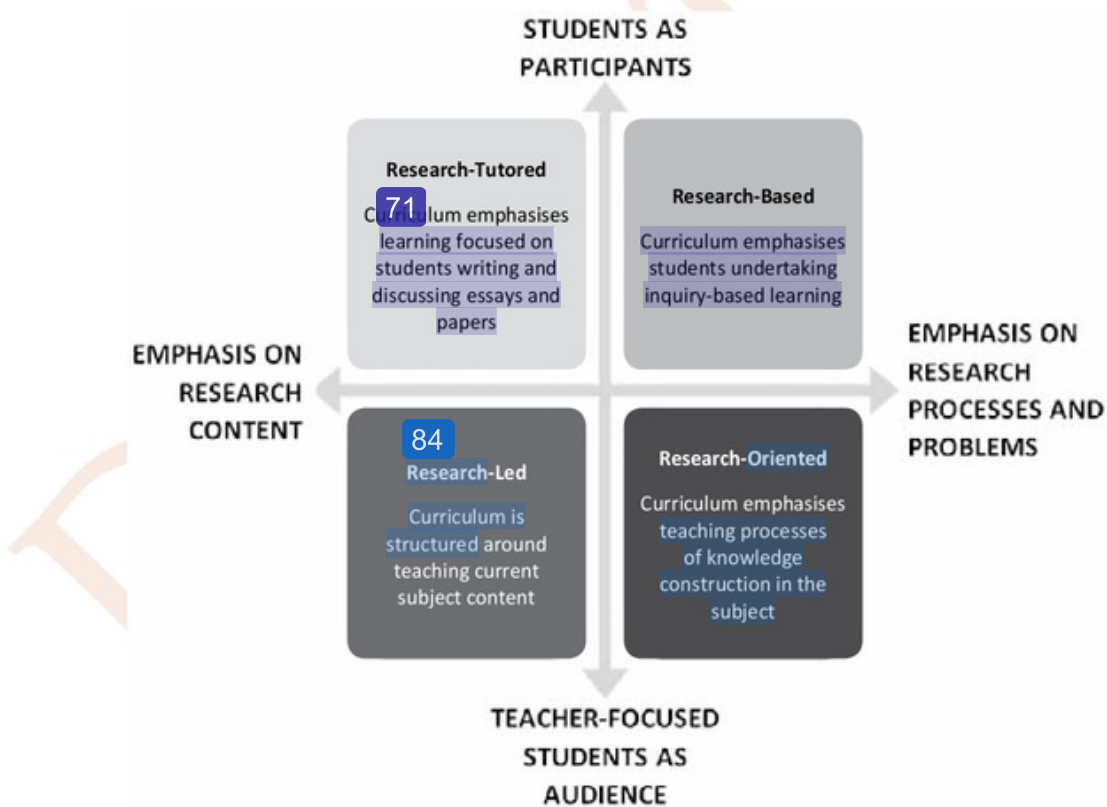 STUDENTS AS
PARTICIPANTS
Research-Tutored
71
Curriculum emphasises
learning focused on
students writing and
discussing essays and
papers
Research-Based
Curriculum emphasises
students undertaking
inquiry-based learning
EMPHASIS ON
RESEARCH
CONTENT
EMPHASIS ON
RESEARCH
PROCESSES AND
PROBLEMS
84
Research-Led
Curriculum is
structured around
teaching current
subject content
Research-Oriented
Curriculum emphasises
teaching processes
of knowledge
construction in the
subject
TEACHER-FOCUSED
STUDENTS AS
AUDIENCE